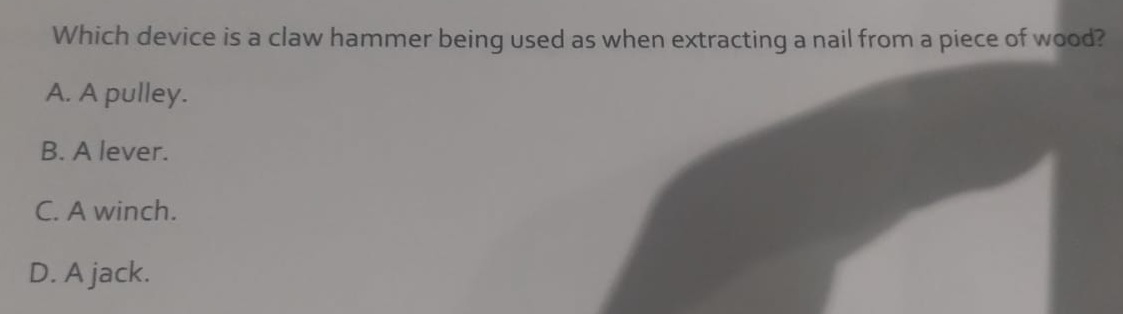 Which device is a claw hammer being used as when extracting a nail from a piece of wood?
A. A pulley.
B. A lever.
C. A winch.
D. A jack.